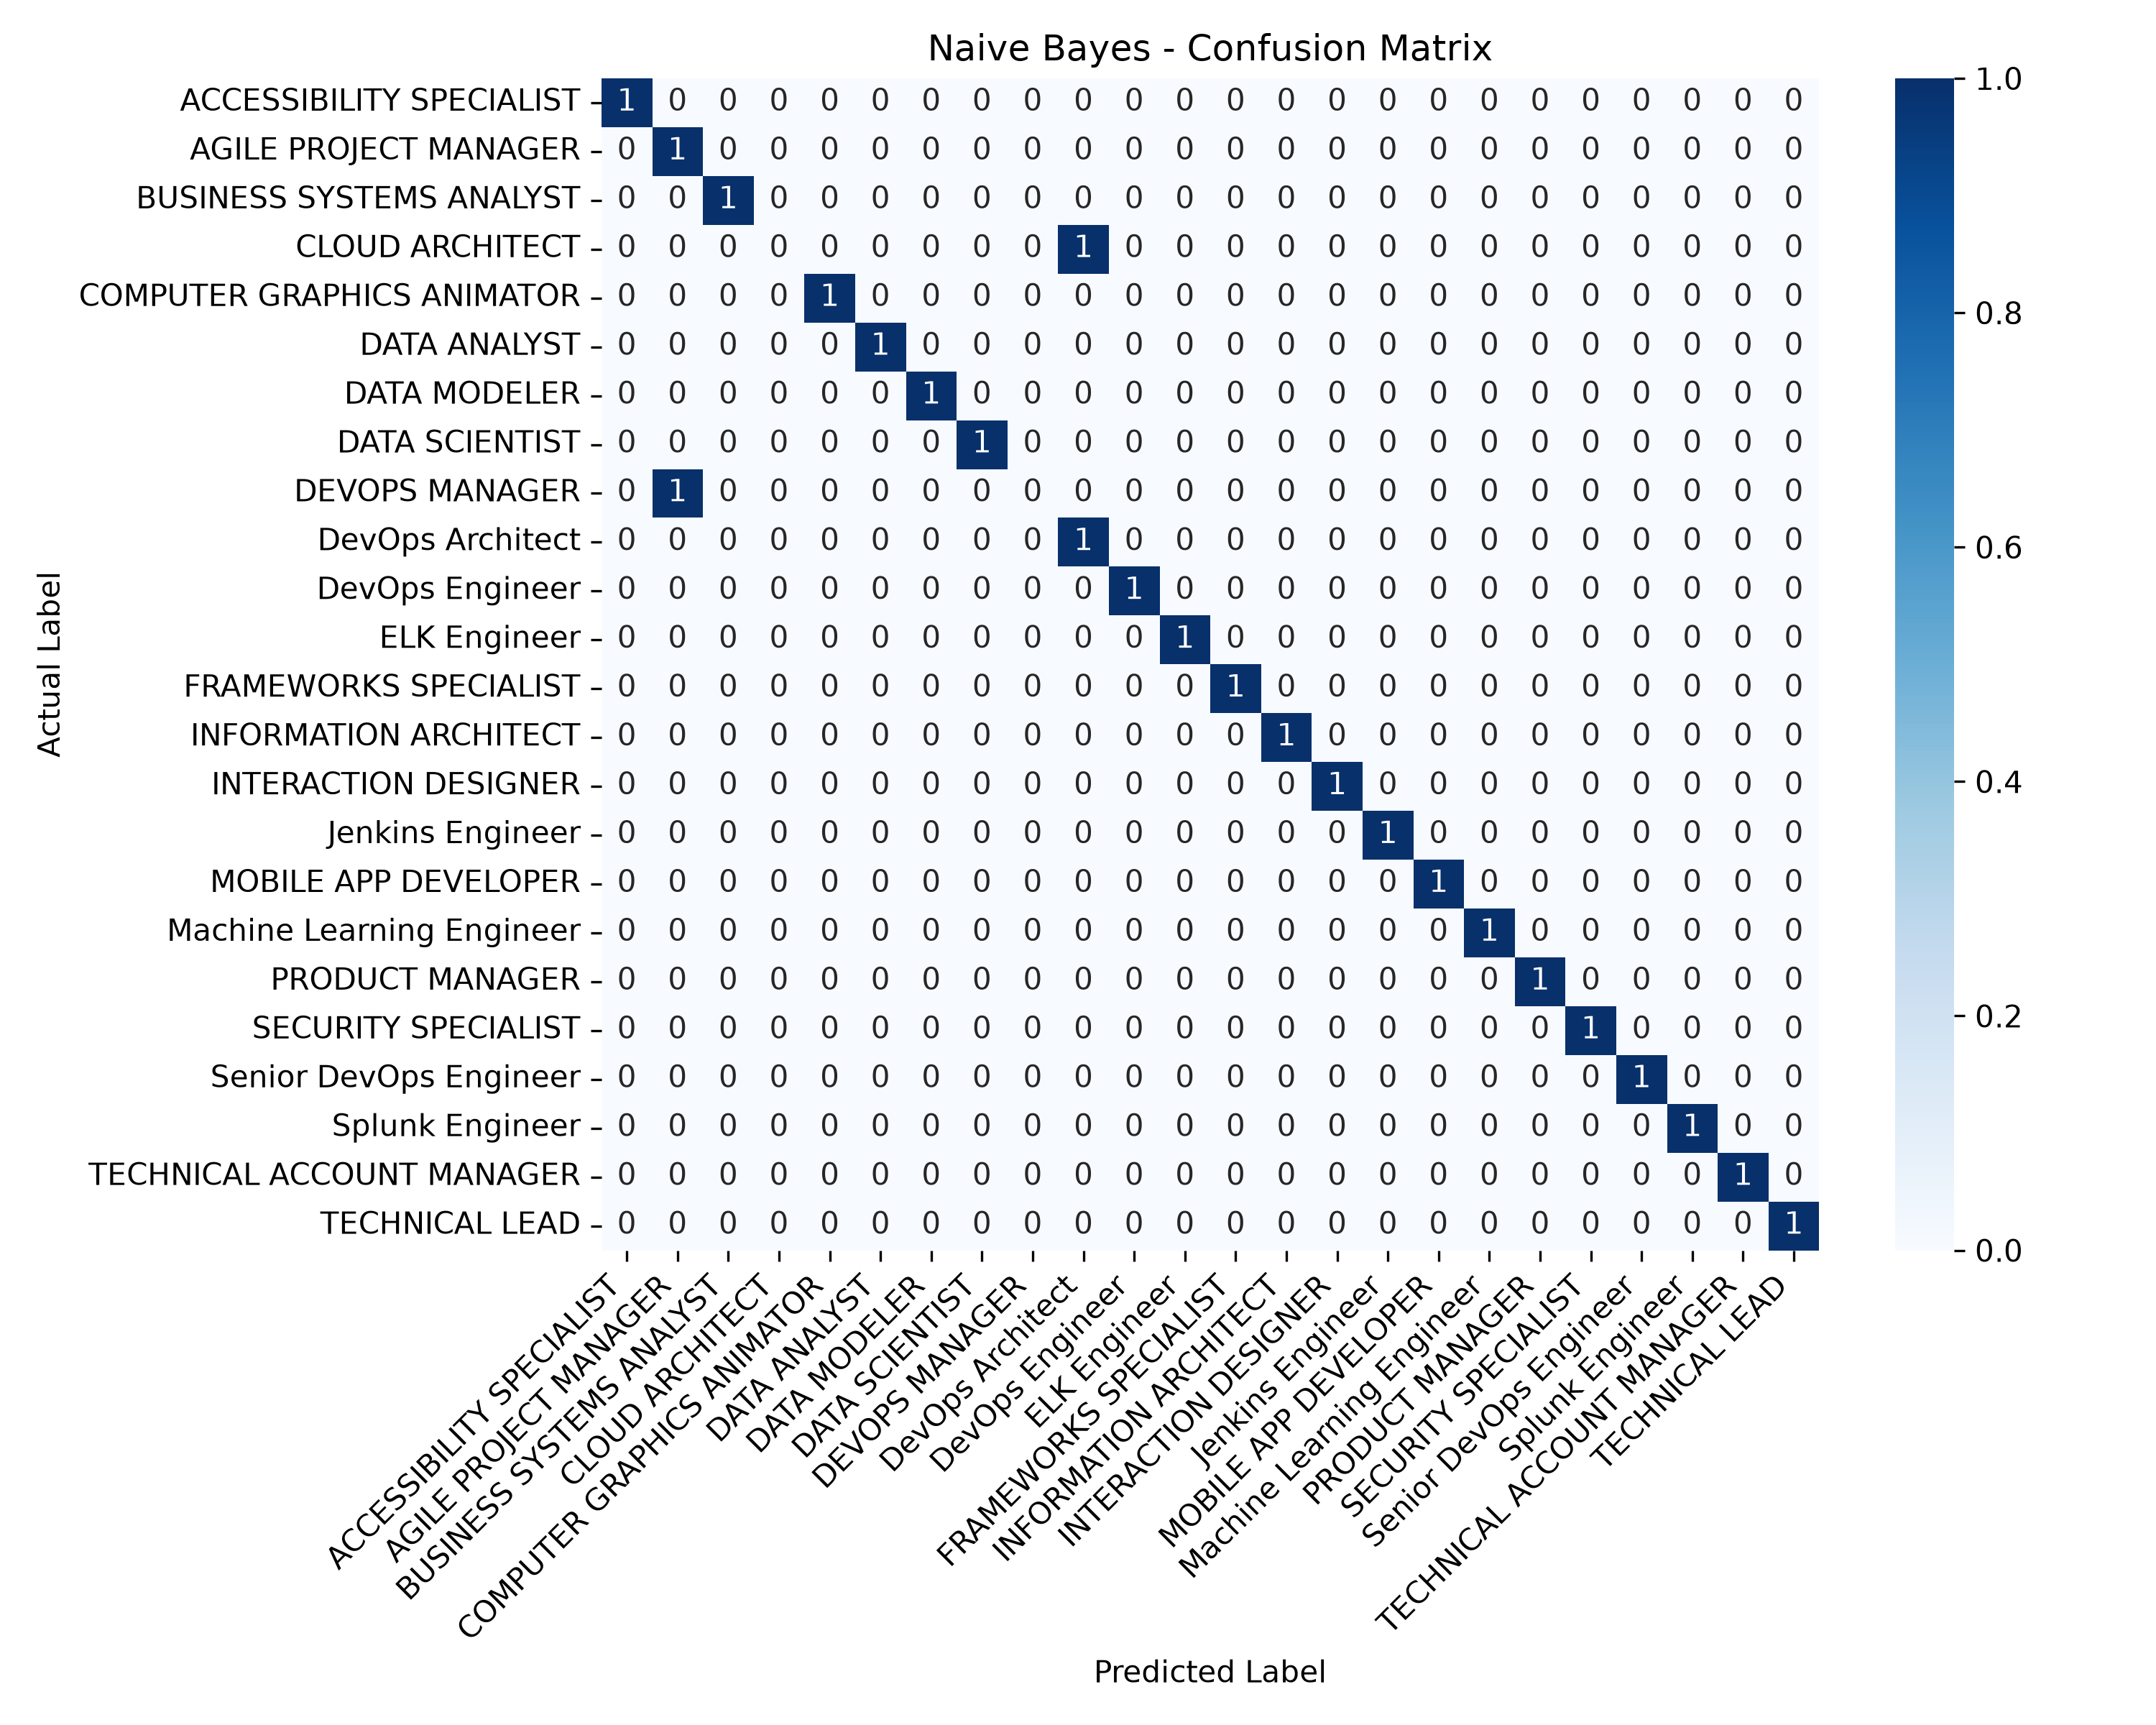 Naive Bayes - Confusion Matrix
ACCESSIBILITY SPECIALIST 1 0 0 0 0 0 0 0 0 0 0 0 0 0 0 0 0 0 0 0 0 0 0 0
AGILE PROJECT MANAGER 0 1 0 0 0 0 0 0 0 0 0 0 0 0 0 0 0 0 0 0 0 0 0 0
BUSINESS SYSTEMS ANALYST 0 0 1 0 0 0 0 0 0 0 0 0 0 0 0 0 0 0 0 0 0 0 0 0
CLOUD ARCHITECT 0 0 0 0 0 0 0 0 0 1 0 0 0 0 0 0 0 0 0 0 0 0 0 0
COMPUTER GRAPHICS ANIMATOR 0 0 0 0 1 0 0 0 0 0 0 0 0 0 0 0 0 0 0 0 0 0 0 0
DATA ANALYST 0 0 0 0 0 1 0 0 0 0 0 0 0 0 0 0 0 0 0 0 0 0 0 0
DATA MODELER 0 0 0 0 0 0 1 0 0 0 0 0 0 0 0 0 0 0 0 0 0 0 0 0
DATA SCIENTIST 0 0 0 0 0 0 0 1 0 0 0 0 0 0 0 0 0 0 0 0 0 0 0 0
DEVOPS MANAGER 0 1 0 0 0 0 0 0 0 0 0 0 0 0 0 0 0 0 0 0 0 0 0 0
DevOps Architect 0 0 0 0 0 0 0 0 0 1 0 0 0 0 0 0 0 0 0 0 0 0 0 0
DevOps Engineer 0 0 0 0 0 0 0 0 0 0 1 0 0 0 0 0 0 0 0 0 0 0 0 0
ELK Engineer 0 0 0 0 0 0 0 0 0 0 0 1 0 0 0 0 0 0 0 0 0 0 0 0
FRAMEWORKS SPECIALIST 0 0 0 0 0 0 0 0 0 0 0 0 1 0 0 0 0 0 0 0 0 0 0 0
INFORMATION ARCHITECT 0 0 0 0 0 0 0 0 0 0 0 0 0 1 0 0 0 0 0 0 0 0 0 0
INTERACTION DESIGNER 0 0 0 0 0 0 0 0 0 0 0 0 0 0 1 0 0 0 0 0 0 0 0 0
Jenkins Engineer 0 0 0 0 0 0 0 0 0 0 0 0 0 0 0 1 0 0 0 0 0 0 0 0
MOBILE APP DEVELOPER 0 0 0 0 0 0 0 0 0 0 0 0 0 0 0 0 1 0 0 0 0 0 0 0
Machine Learning Engineer 0 0 0 0 0 0 0 0 0 0 0 0 0 0 0 0 0 1 0 0 0 0 0 0
PRODUCT MANAGER 0 0 0 0 0 0 0 0 0 0 0 0 0 0 0 0 0 0 1 0 0 0 0 0
SECURITY SPECIALIST 0 0 0 0 0 0 0 0 0 0 0 0 0 0 0 0 0 0 0 1 0 0 0 0
Senior DevOps Engineer 0 0 0 0 0 0 0 0 0 0 0 0 0 0 0 0 0 0 0 0 1 0 0 0
Splunk Engineer 0 0 0 0 0 0 0 0 0 0 0 0 0 0 0 0 0 0 0 0 0 1 0 0
TECHNICAL ACCOUNT MANAGER 0 0 0 0 0 0 0 0 0 0 0 0 0 0 0 0 0 0 0 0 0 0 1 0
TECHNICAL LEAD 0 0 0 0 0 0 0 0 0 0 0 0 0 0 0 0 0 0 0 0 0 0 0 1
Actual Label
ACCESSIBILITY SPECIALIST
AGILE PROJECT MANAGER
BUSINESS SYSTEMS ANALYST
CLOUD ARCHITECT
COMPUTER GRAPHICS ANIMATOR
DATA ANALYST
DATA MODELER
DATA SCIENTIST
DEVOPS MANAGER
DevOps Architect
DevOps Engineer
ELK Engineer
FRAMEWORKS SPECIALIST
INFORMATION ARCHITECT
INTERACTION DESIGNER
Jenkins Engineer
MOBILE APP DEVELOPER
Machine Learning Engineer
PRODUCT MANAGER
SECURITY SPECIALIST
Senior DevOps Engineer
Splunk Engineer
TECHNICAL ACCOUNT MANAGER
TECHNICAL LEAD
Predicted Label
1.0
0.8
0.6
0.4
0.2
0.0